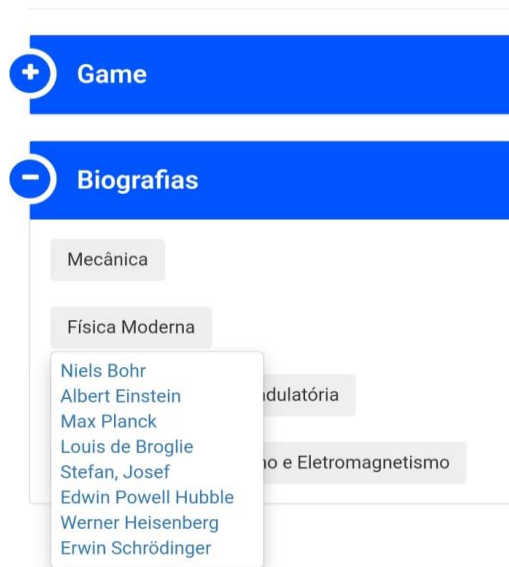 Game
Biografias
Mecânica
Física Moderna
Niels Bohr
Albert Einstein
Max Planck
Louis de Broglie
Stefan, Josef
Edwin Powell Hubble
Werner Heisenberg
Erwin Schrödinger
e Eletromagnetismo